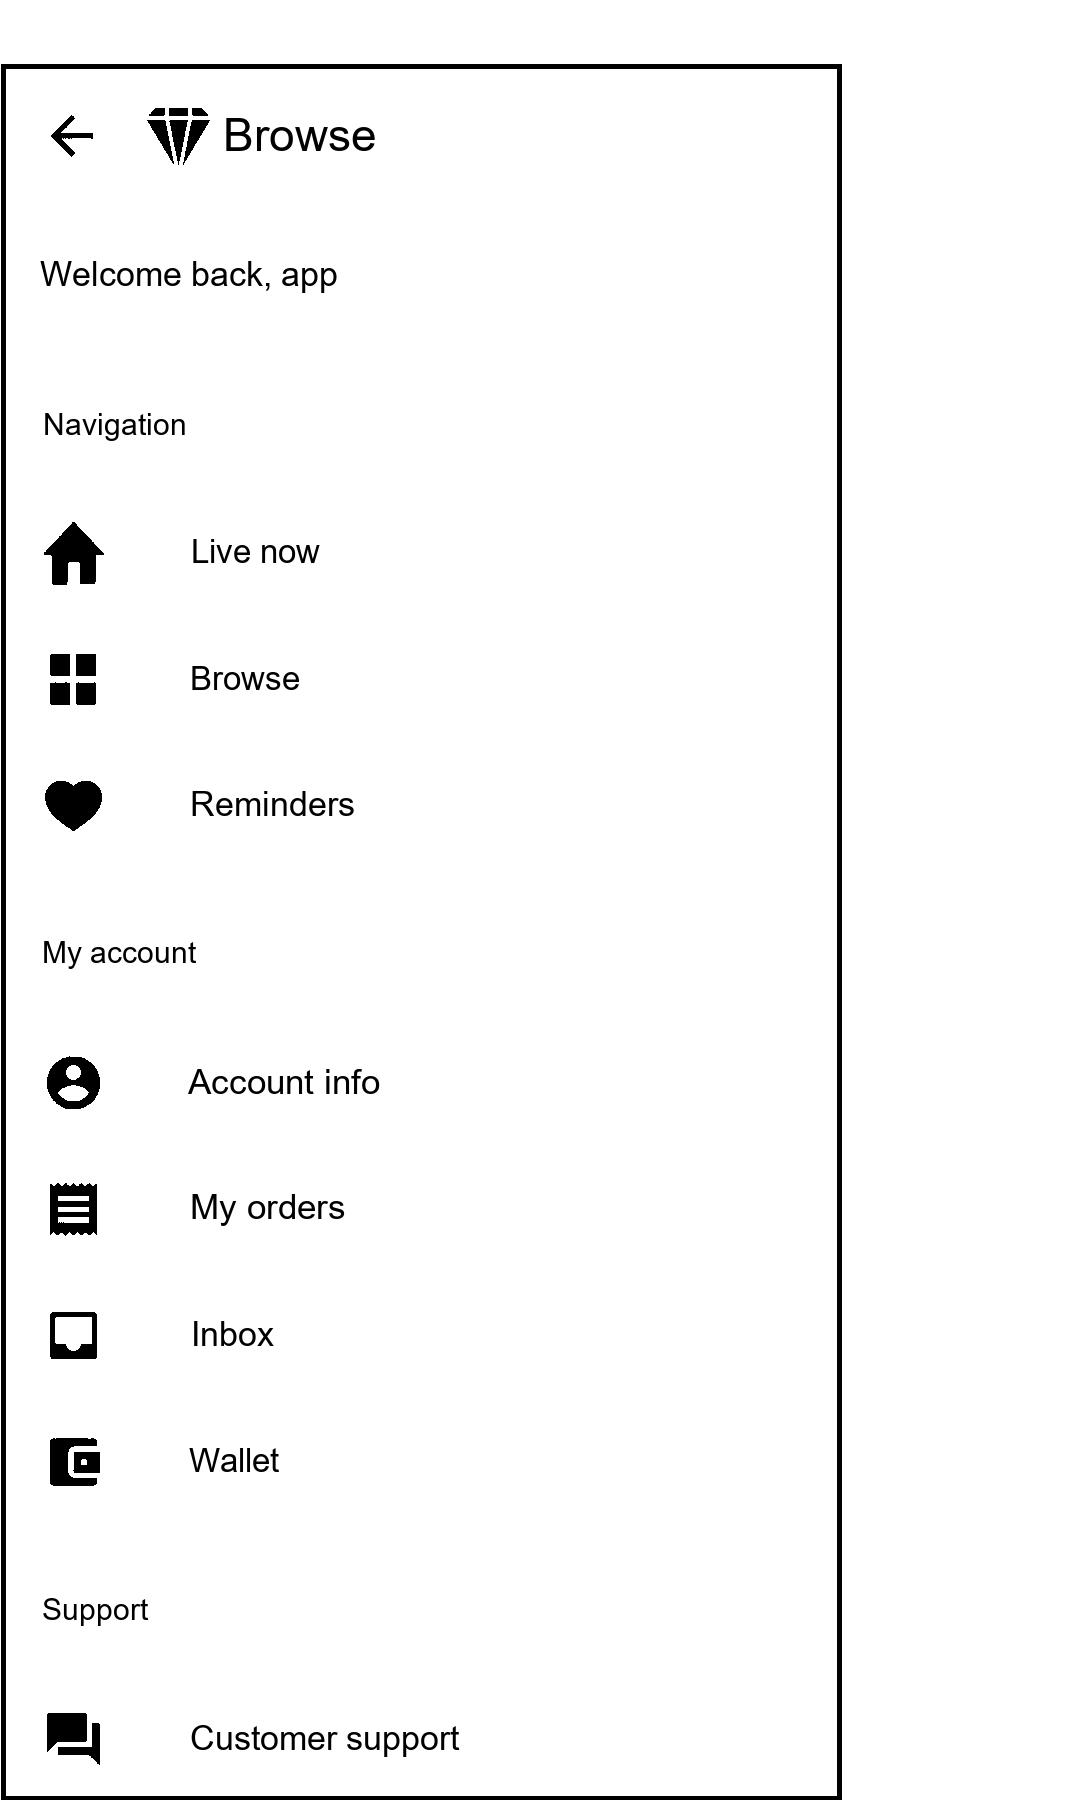 Browse
Welcome back, app
Navigation
Live now
Browse
Reminders
My account
Account info
My orders
Inbox
Wallet
Support
Customer support